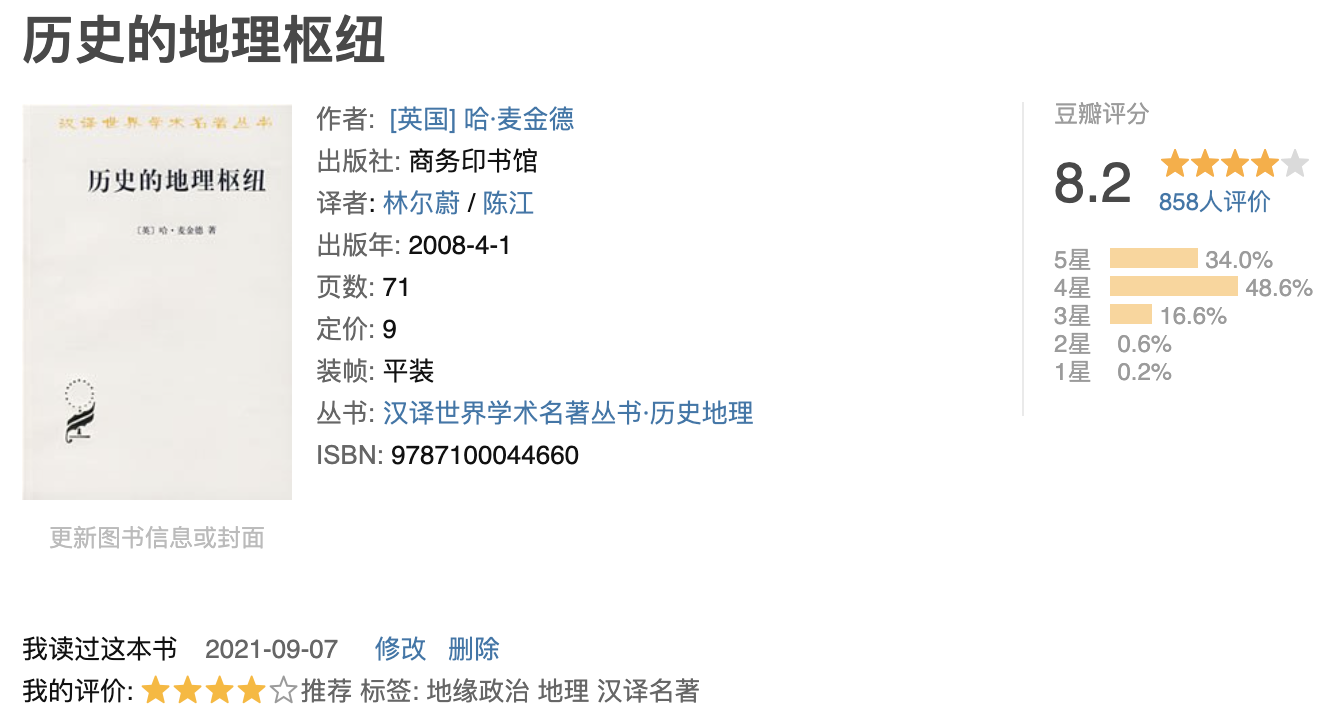 历史的地理枢纽
汉译世界学术名著丛书
历史的地理枢纽
〔英〕哈·麦金德 著
更新图书信息或封面
作者: [英国] 哈·麦金德
出版社: 商务印书馆
译者: 林尔蔚 / 陈江
出版年: 2008-4-1
页数: 71
定价: 9
装帧: 平装
丛书: 汉译世界学术名著丛书·历史地理
ISBN: 9787100044660
豆瓣评分
8.2
858人评价
5星 34.0%
4星 48.6%
3星 16.6%
2星 0.6%
1星 0.2%
我读过这本书 2021-09-07 修改 删除
我的评价: 推荐 标签: 地缘政治 地理 汉译名著